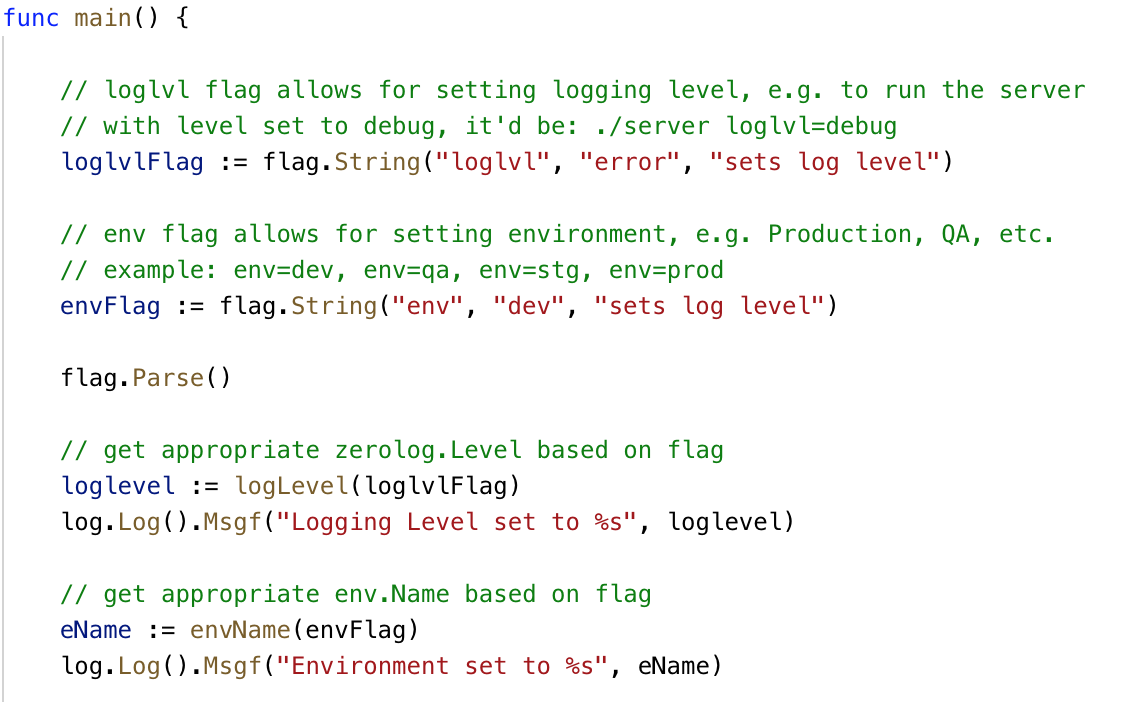 func main() {
// loglvl flag allows for setting logging level, e.g. to run the server
// with level set to debug, it'd be: ./server loglvl=debug
loglvlFlag := flag.String("loglvl", "error", "sets log level")
// env flag allows for setting environment, e.g. Production, QA, etc.
// example: env=dev, env=qa, env=stg, env=prod
envFlag := flag.String("env", "dev", "sets log level")
flag.Parse()
// get appropriate zerolog.Level based on flag
loglevel := logLevel(loglvlFlag)
log.Log().Msgf("Logging Level set to %s", loglevel)
// get appropriate env.Name based on flag
eName := envName(envFlag)
log.Log().Msgf("Environment set to %s", eName)